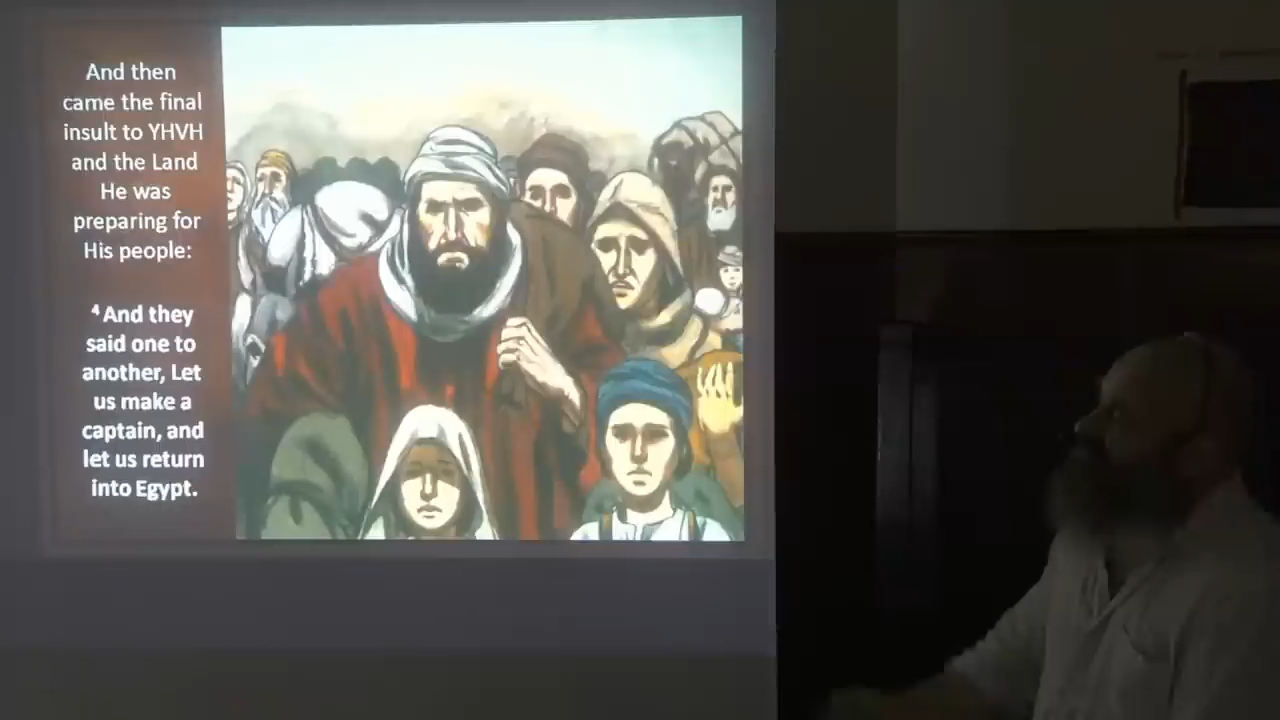 And then
came the final
insult to YHVH
and the Land
He was
preparing for
His people:
⁴ And they
said one to
another, Let
us make a
captain, and
let us return
into Egypt.